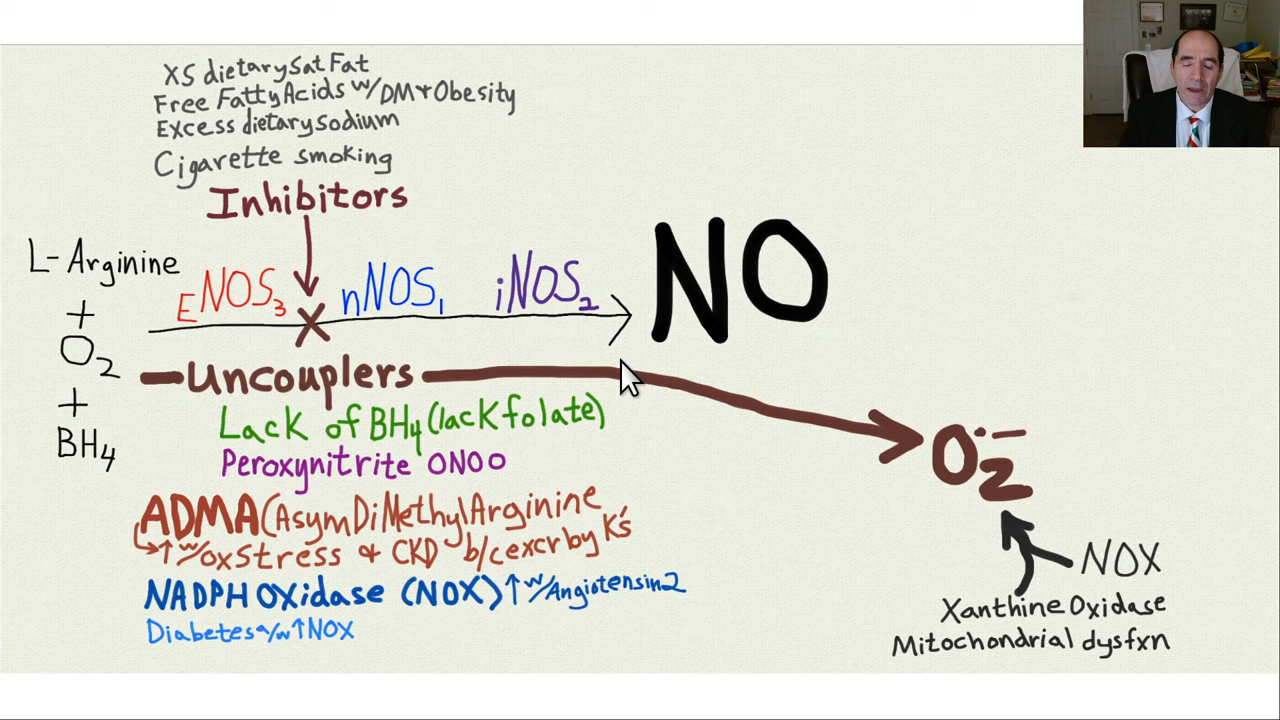 XS dietary Sat Fat
Free Fatty Acids w/DM+Obesity
Excess dietary sodium
Cigarette smoking
Inhibitors
L-Arginine
+
O2
+
BH4
ENOS3 nNOS1 iNOS2
NO
X
Uncouplers
Lack of BH4 (lack folate)
Peroxynitrite ONOO
ADMA (AsymDiMethylArginine
↑ w/oxStress & CKD b/c excr by K's
NADPH Oxidase (NOX) ↑ w/Angiotensin2
Diabetes a/w ↑ NOX
O2·−
NOX
Xanthine Oxidase
Mitochondrial dysfxn